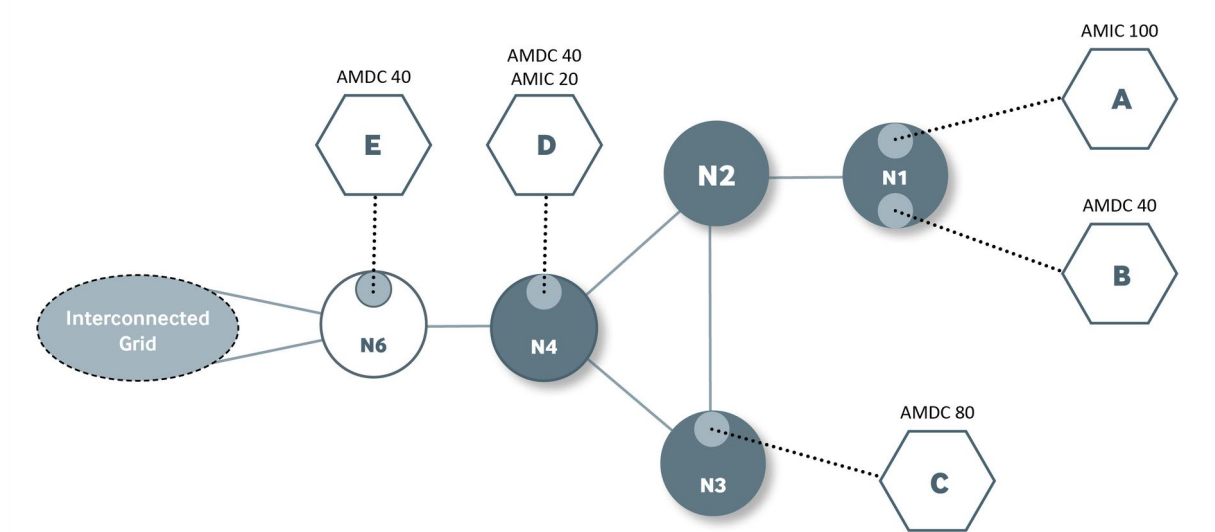 AMIC 100
A
AMDC 40
AMIC 20
D
AMDC 40
E
N2
N1
AMDC 40
B
Interconnected
Grid
N6
N4
AMDC 80
C
N3